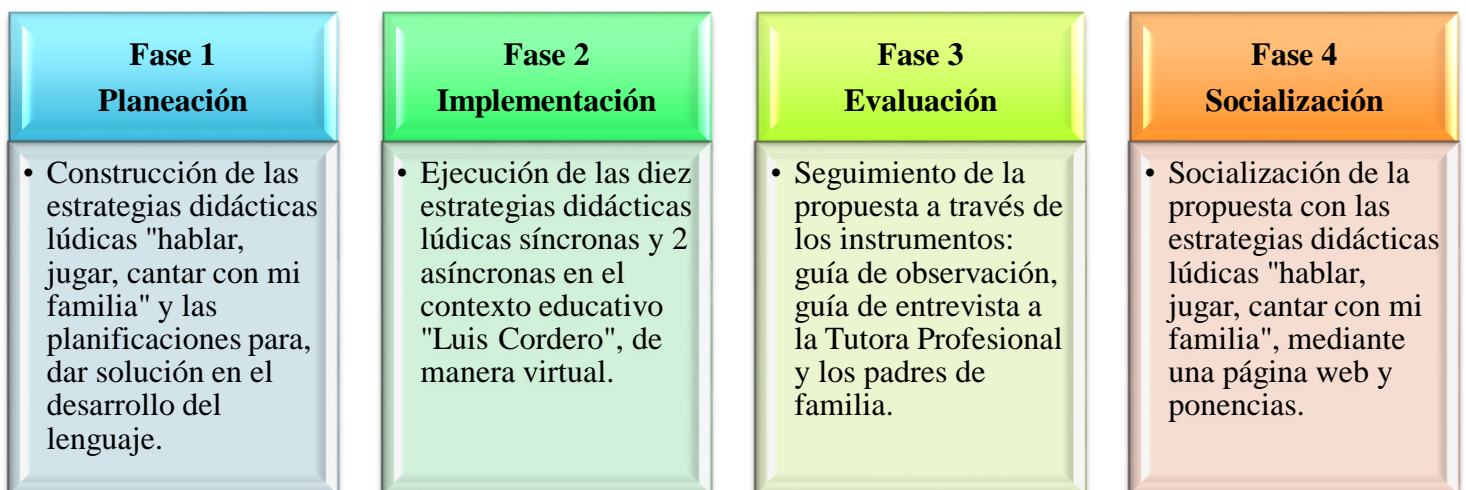 Fase 1
Planeación
• Construcción de las
estrategias didácticas
lúdicas "hablar,
jugar, cantar con mi
familia" y las
planificaciones para,
dar solución en el
desarrollo del
lenguaje.
Fase 2
Implementación
• Ejecución de las diez
estrategias didácticas
lúdicas síncronas y 2
asíncronas en el
contexto educativo
"Luis Cordero", de
manera virtual.
Fase 3
Evaluación
• Seguimiento de la
propuesta a través de
los instrumentos:
guía de observación,
guía de entrevista a
la Tutora Profesional
y los padres de
familia.
Fase 4
Socialización
• Socialización de la
propuesta con las
estrategias didácticas
lúdicas "hablar,
jugar, cantar con mi
familia", mediante
una página web y
ponencias.